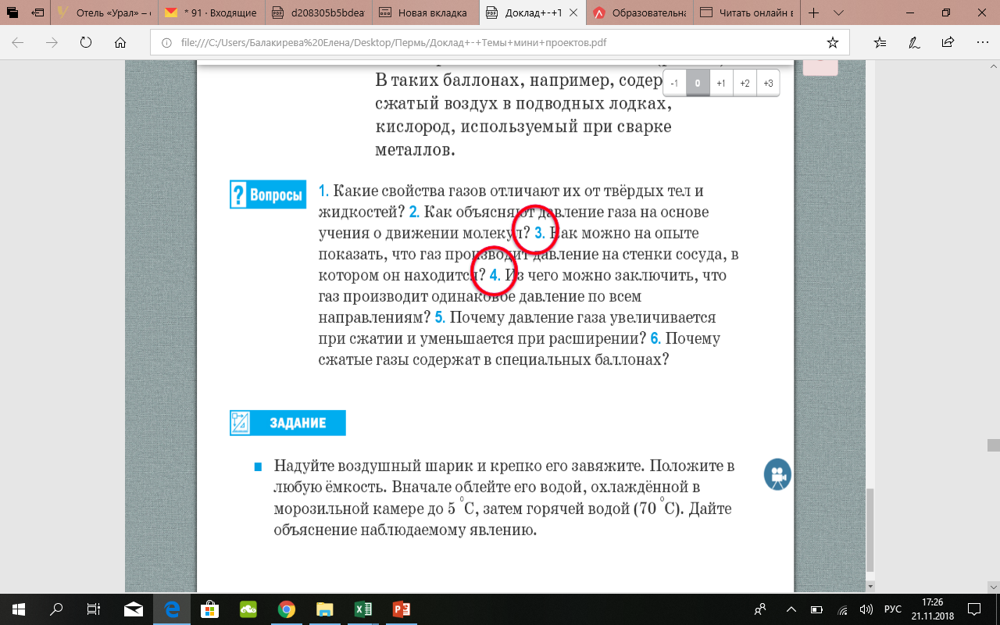 Отель «Урал» –
* 91 · Входящие
d208305b5bdea
Новая вкладка
Доклад+-+Т
Образовательна
Читать онлайн в
file:///C:/Users/Балакирева%20Елена/Desktop/Пермь/Доклад+-+Темы+мини+проектов.pdf
-1 0 +1 +2 +3
В таких баллонах, например, содер
сжатый воздух в подводных лодках,
кислород, используемый при сварке
металлов.
? Вопросы
1. Какие свойства газов отличают их от твёрдых тел и
жидкостей? 2. Как объясняют давление газа на основе
учения о движении молекул? 3. Как можно на опыте
показать, что газ производит давление на стенки сосуда, в
котором он находится? 4. Из чего можно заключить, что
газ производит одинаковое давление по всем
направлениям? 5. Почему давление газа увеличивается
при сжатии и уменьшается при расширении? 6. Почему
сжатые газы содержат в специальных баллонах?
ЗАДАНИЕ
Надуйте воздушный шарик и крепко его завяжите. Положите в
любую ёмкость. Вначале облейте его водой, охлаждённой в
морозильной камере до 5 °С, затем горячей водой (70 °С). Дайте
объяснение наблюдаемому явлению.
РУС
17:26
21.11.2018